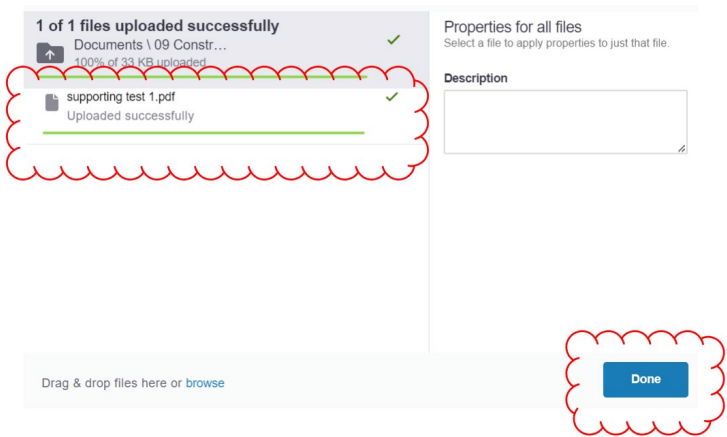 1 of 1 files uploaded successfully
Documents \ 09 Constr…
100% of 33 KB uploaded
supporting test 1.pdf
Uploaded successfully
Properties for all files
Select a file to apply properties to just that file.
Description
Drag & drop files here or browse
Done